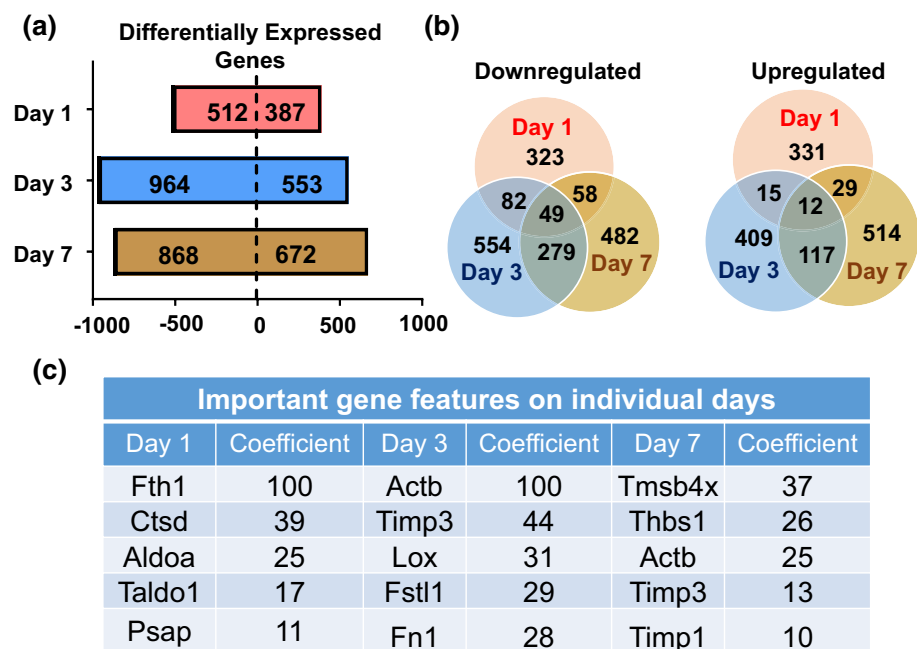 (a)
Differentially Expressed
Genes
Day 1
512 387
Day 3
964 553
Day 7
868 672
-1000 -500 0 500 1000
(b)
Downregulated
Day 1
323
82 49 58
554 279 482
Day 3 Day 7
Upregulated
Day 1
331
15 12 29
409 117 514
Day 3 Day 7
(c)
Important gene features on individual days
Day 1 Coefficient Day 3 Coefficient Day 7 Coefficient
Fth1 100 Actb 100 Tmsb4x 37
Ctsd 39 Timp3 44 Thbs1 26
Aldoa 25 Lox 31 Actb 25
Taldo1 17 Fstl1 29 Timp3 13
Psap 11 Fn1 28 Timp1 10